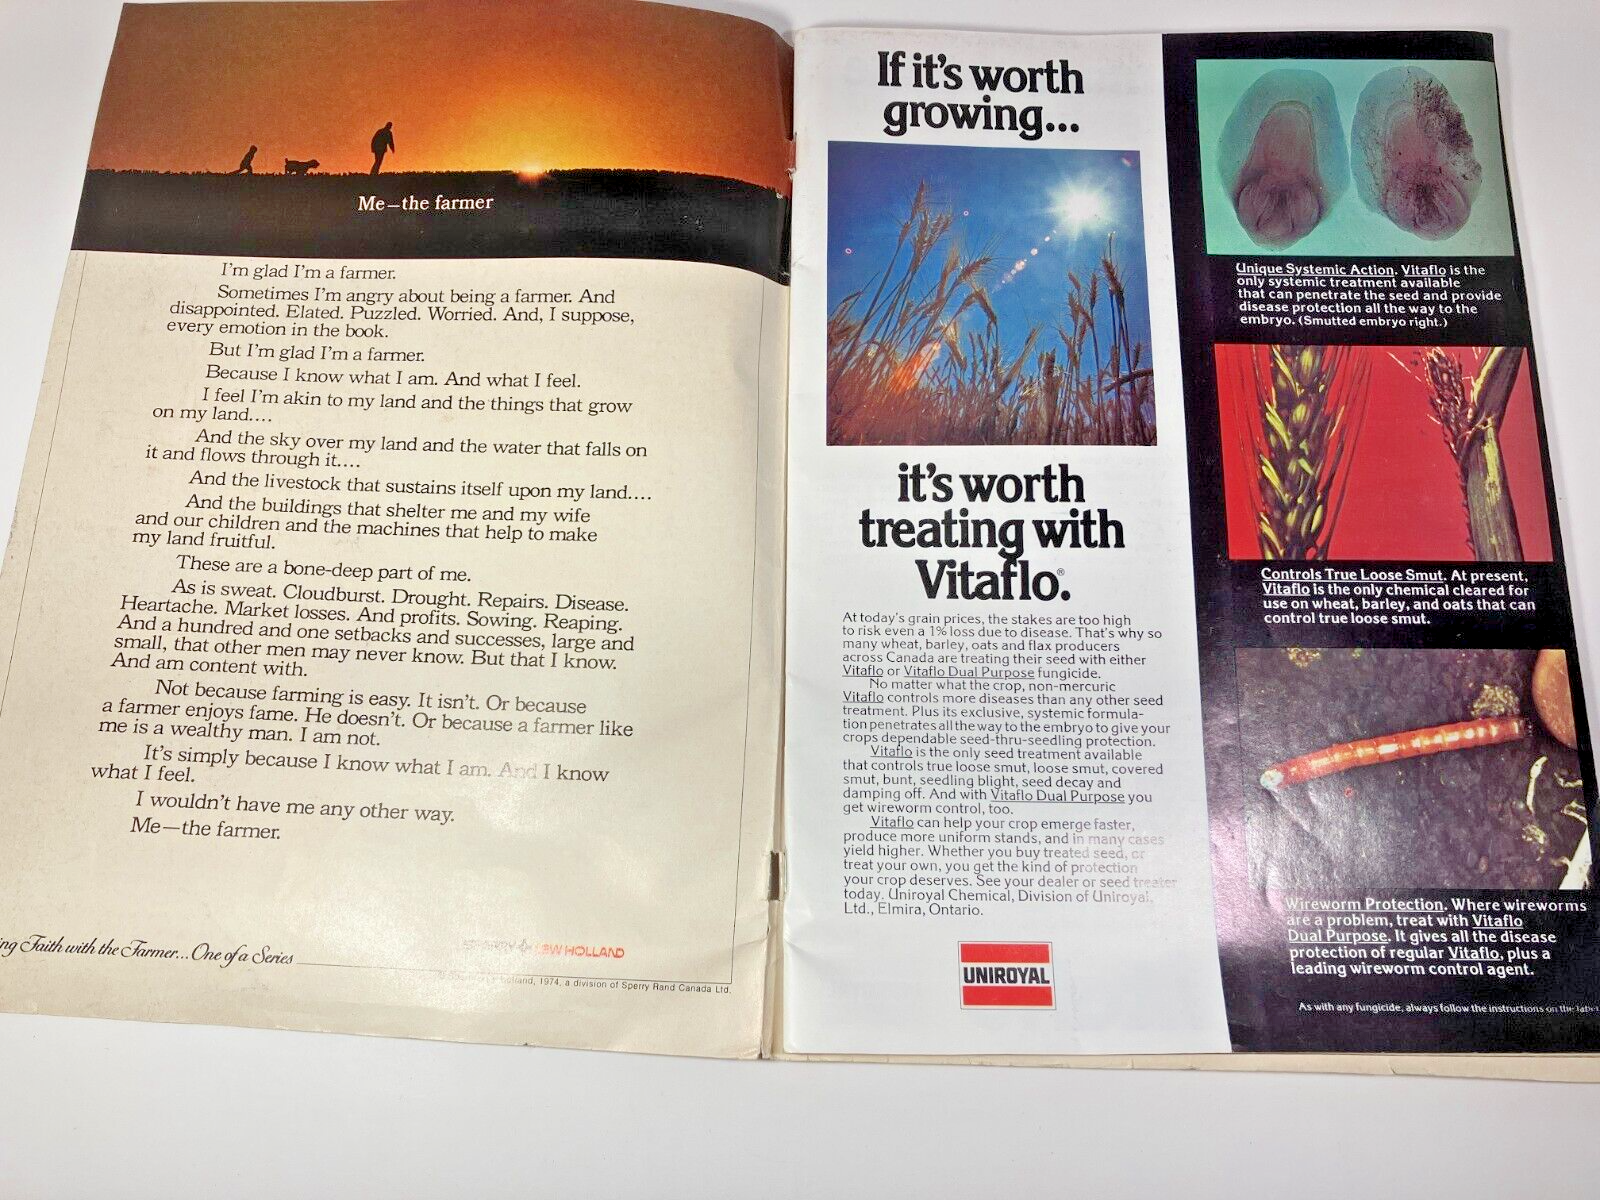 Me—the farmer
I'm glad I'm a farmer.
Sometimes I'm angry about being a farmer. And
disappointed. Elated. Puzzled. Worried. And, I suppose,
every emotion in the book.
But I'm glad I'm a farmer.
Because I know what I am. And what I feel.
I feel I'm akin to my land and the things that grow
on my land....
And the sky over my land and the water that falls on
it and flows through it....
And the livestock that sustains itself upon my land....
And the buildings that shelter me and my wife
and our children and the machines that help to make
my land fruitful.
These are a bone-deep part of me.
As is sweat. Cloudburst. Drought. Repairs. Disease.
Heartache. Market losses. And profits. Sowing. Reaping.
And a hundred and one setbacks and successes, large and
small, that other men may never know. But that I know.
And am content with.
Not because farming is easy. It isn't. Or because
a farmer enjoys fame. He doesn't. Or because a farmer like
me is a wealthy man. I am not.
It's simply because I know what I am. And I know
what I feel.
I wouldn't have me any other way.
Me—the farmer.
Faith with the Farmer... One of a Series
HOLLAND
1974, a division of Sperry Rand Canada Ltd.
If it's worth
growing...
it's worth
treating with
Vitaflo®.
At today's grain prices, the stakes are too high
to risk even a 1% loss due to disease. That's why so
many wheat, barley, oats and flax producers
across Canada are treating their seed with either
Vitaflo or Vitaflo Dual Purpose fungicide.
No matter what the crop, non-mercuric
Vitaflo controls more diseases than any other seed
treatment. Plus its exclusive, systemic formula-
tion penetrates all the way to the embryo to give your
crops dependable seed-thru-seedling protection.
Vitaflo is the only seed treatment available
that controls true loose smut, loose smut, covered
smut, bunt, seedling blight, seed decay and
damping off. And with Vitaflo Dual Purpose you
get wireworm control, too.
Vitaflo can help your crop emerge faster,
produce more uniform stands, and in many cases
yield higher. Whether you buy treated seed, or
treat your own, you get the kind of protection
your crop deserves. See your dealer or seed treater
today. Uniroyal Chemical, Division of Uniroyal,
Ltd., Elmira, Ontario.
UNIROYAL
Unique Systemic Action. Vitaflo is the
only systemic treatment available
that can penetrate the seed and provide
disease protection all the way to the
embryo. (Smutted embryo right.)
Controls True Loose Smut. At present,
Vitaflo is the only chemical cleared for
use on wheat, barley, and oats that can
control true loose smut.
Wireworm Protection. Where wireworms
are a problem, treat with Vitaflo
Dual Purpose. It gives all the disease
protection of regular Vitaflo, plus a
leading wireworm control agent.
As with any fungicide, always follow the instructions on the label